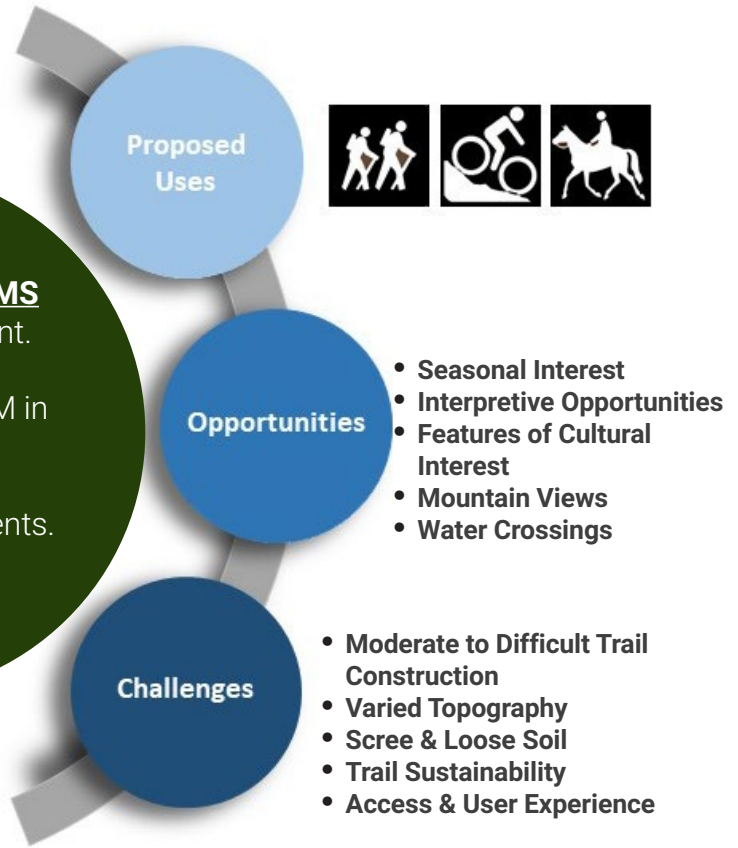 Proposed
Uses
MS
nt.
M in
ents.
Opportunities
• Seasonal Interest
• Interpretive Opportunities
• Features of Cultural
Interest
• Mountain Views
• Water Crossings
Challenges
• Moderate to Difficult Trail
Construction
• Varied Topography
• Scree & Loose Soil
• Trail Sustainability
• Access & User Experience